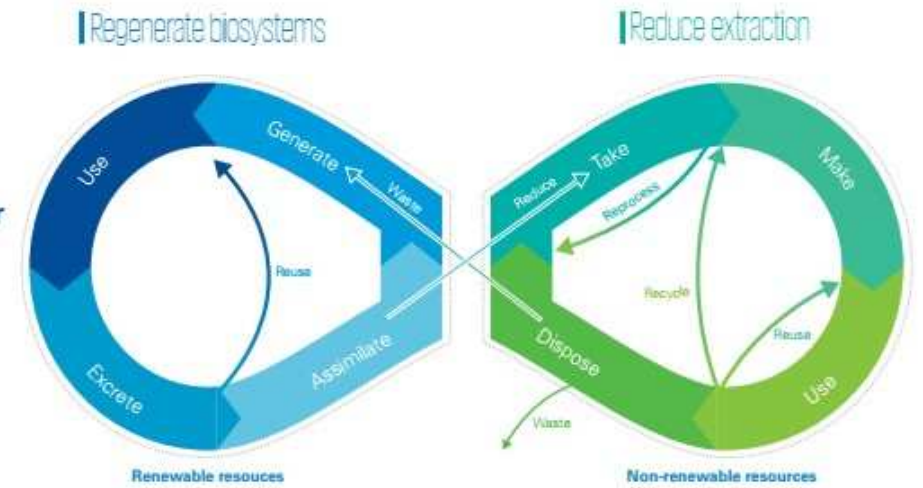 Regenerate biosystems
Reduce extraction
Use
Generate
Waste
Reuse
Excrete
Assimilate
Reduce
Take
Reprocess
Make
Recycle
Reuse
Dispose
Use
Waste
Renewable resouces
Non-renewable resources